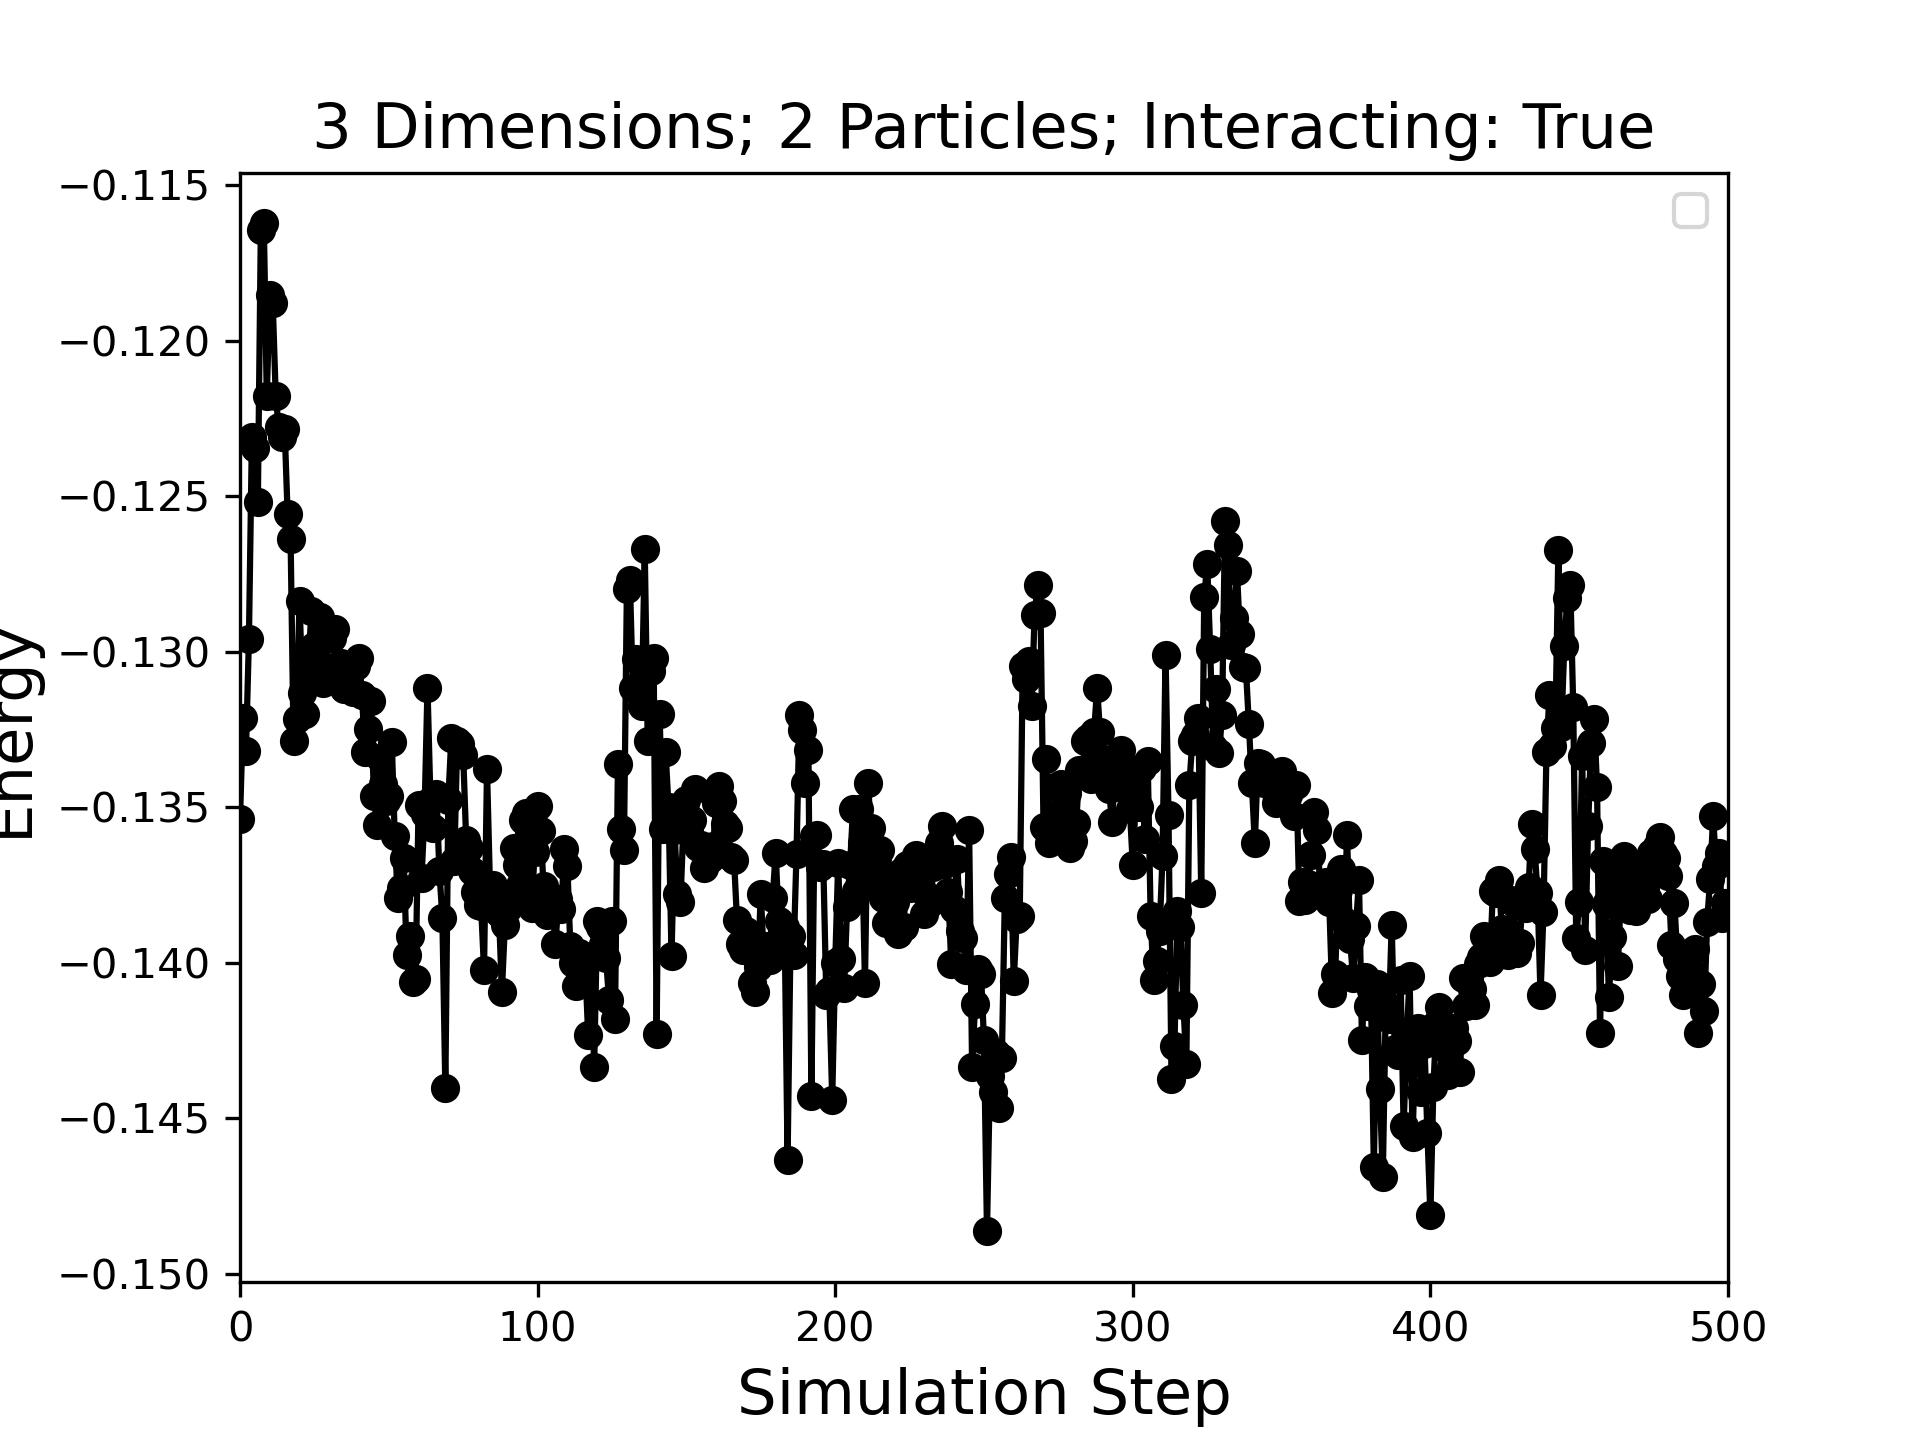 3 Dimensions; 2 Particles; Interacting: True
−0.115
−0.120
−0.125
−0.130
−0.135
−0.140
−0.145
−0.150
Energy
0 100 200 300 400 500
Simulation Step